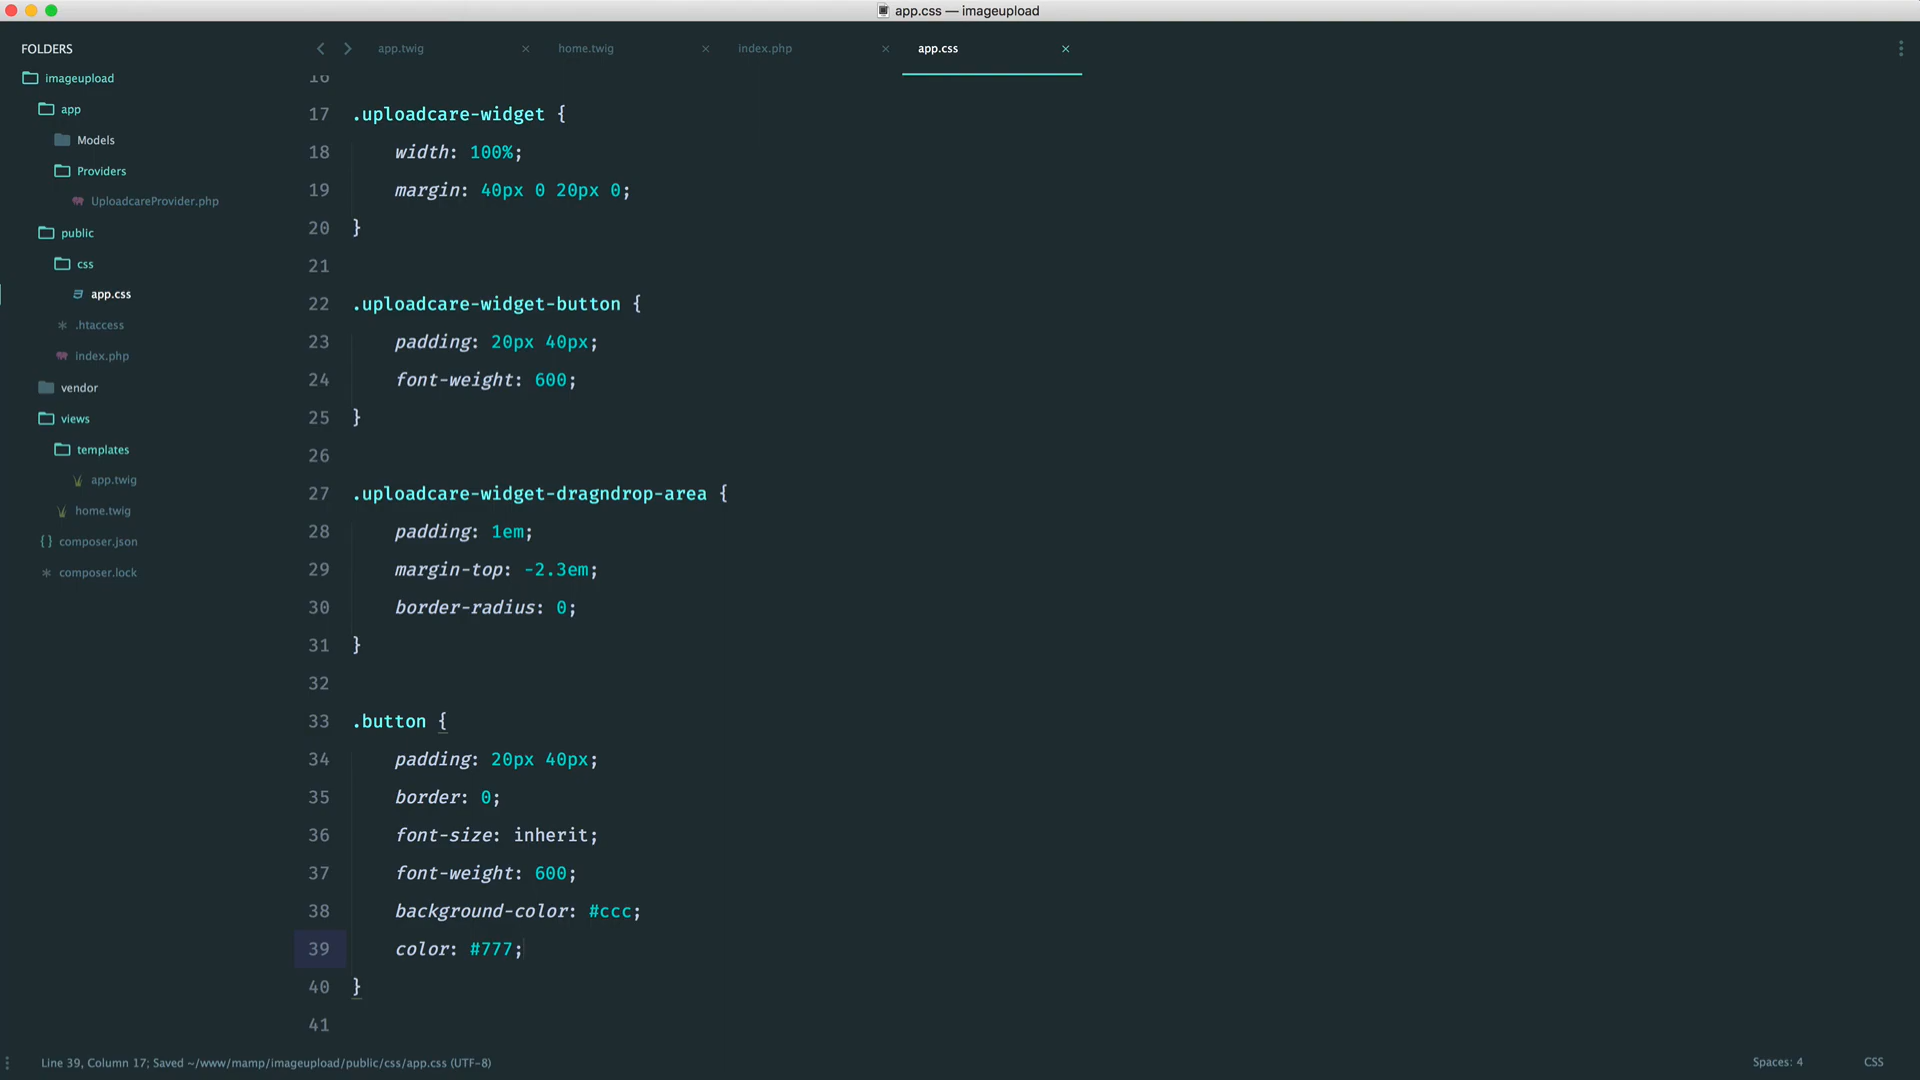 app.css — imageupload
FOLDERS
imageupload
app
Models
Providers
UploadcareProvider.php
public
css
app.css
.htaccess
index.php
vendor
views
templates
app.twig
home.twig
{} composer.json
* composer.lock
app.twig × home.twig × index.php × app.css ×
16
17 .uploadcare-widget {
18 width: 100%;
19 margin: 40px 0 20px 0;
20 }
21
22 .uploadcare-widget-button {
23 padding: 20px 40px;
24 font-weight: 600;
25 }
26
27 .uploadcare-widget-dragndrop-area {
28 padding: 1em;
29 margin-top: -2.3em;
30 border-radius: 0;
31 }
32
33 .button {
34 padding: 20px 40px;
35 border: 0;
36 font-size: inherit;
37 font-weight: 600;
38 background-color: #ccc;
39 color: #777;
40 }
41
Line 39, Column 17; Saved ~/www/mamp/imageupload/public/css/app.css (UTF-8)
Spaces: 4
CSS